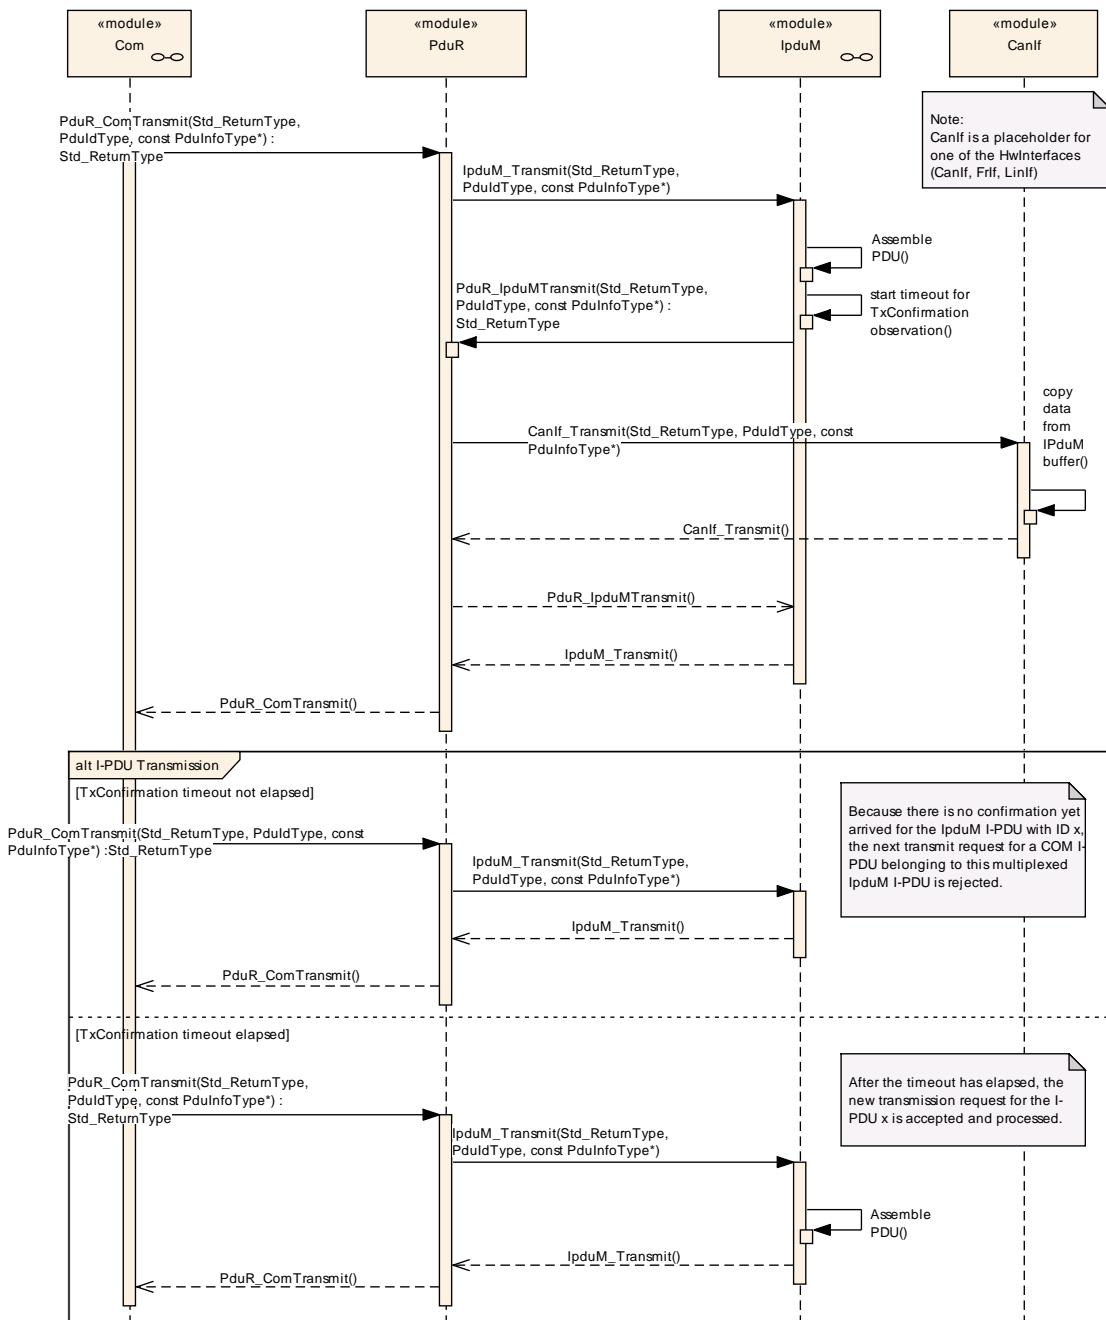 «module»
Com
«module»
PduR
«module»
IpduM
«module»
CanIf
Note:
CanIf is a placeholder for
one of the HwInterfaces
(CanIf, FrIf, LinIf)
PduR_ComTransmit(Std_ReturnType,
PduIdType, const PduInfoType*) :
Std_ReturnType
IpduM_Transmit(Std_ReturnType,
PduIdType, const PduInfoType*)
Assemble
PDU()
PduR_IpduMTransmit(Std_ReturnType,
PduIdType, const PduInfoType*) :
Std_ReturnType
start timeout for
TxConfirmation
observation()
copy
data
from
IPduM
buffer()
CanIf_Transmit(Std_ReturnType, PduIdType, const
PduInfoType*)
CanIf_Transmit()
PduR_IpduMTransmit()
IpduM_Transmit()
PduR_ComTransmit()
alt I-PDU Transmission
[TxConfirmation timeout not elapsed]
Because there is no confirmation yet
arrived for the IpduM I-PDU with ID x,
the next transmit request for a COM I-
PDU belonging to this multiplexed
IpduM I-PDU is rejected.
PduR_ComTransmit(Std_ReturnType, PduIdType, const
PduInfoType*) :Std_ReturnType
IpduM_Transmit(Std_ReturnType,
PduIdType, const PduInfoType*)
IpduM_Transmit()
PduR_ComTransmit()
[TxConfirmation timeout elapsed]
After the timeout has elapsed, the
new transmission request for the I-
PDU x is accepted and processed.
PduR_ComTransmit(Std_ReturnType,
PduIdType, const PduInfoType*) :
Std_ReturnType
IpduM_Transmit(Std_ReturnType,
PduIdType, const PduInfoType*)
Assemble
PDU()
IpduM_Transmit()
PduR_ComTransmit()